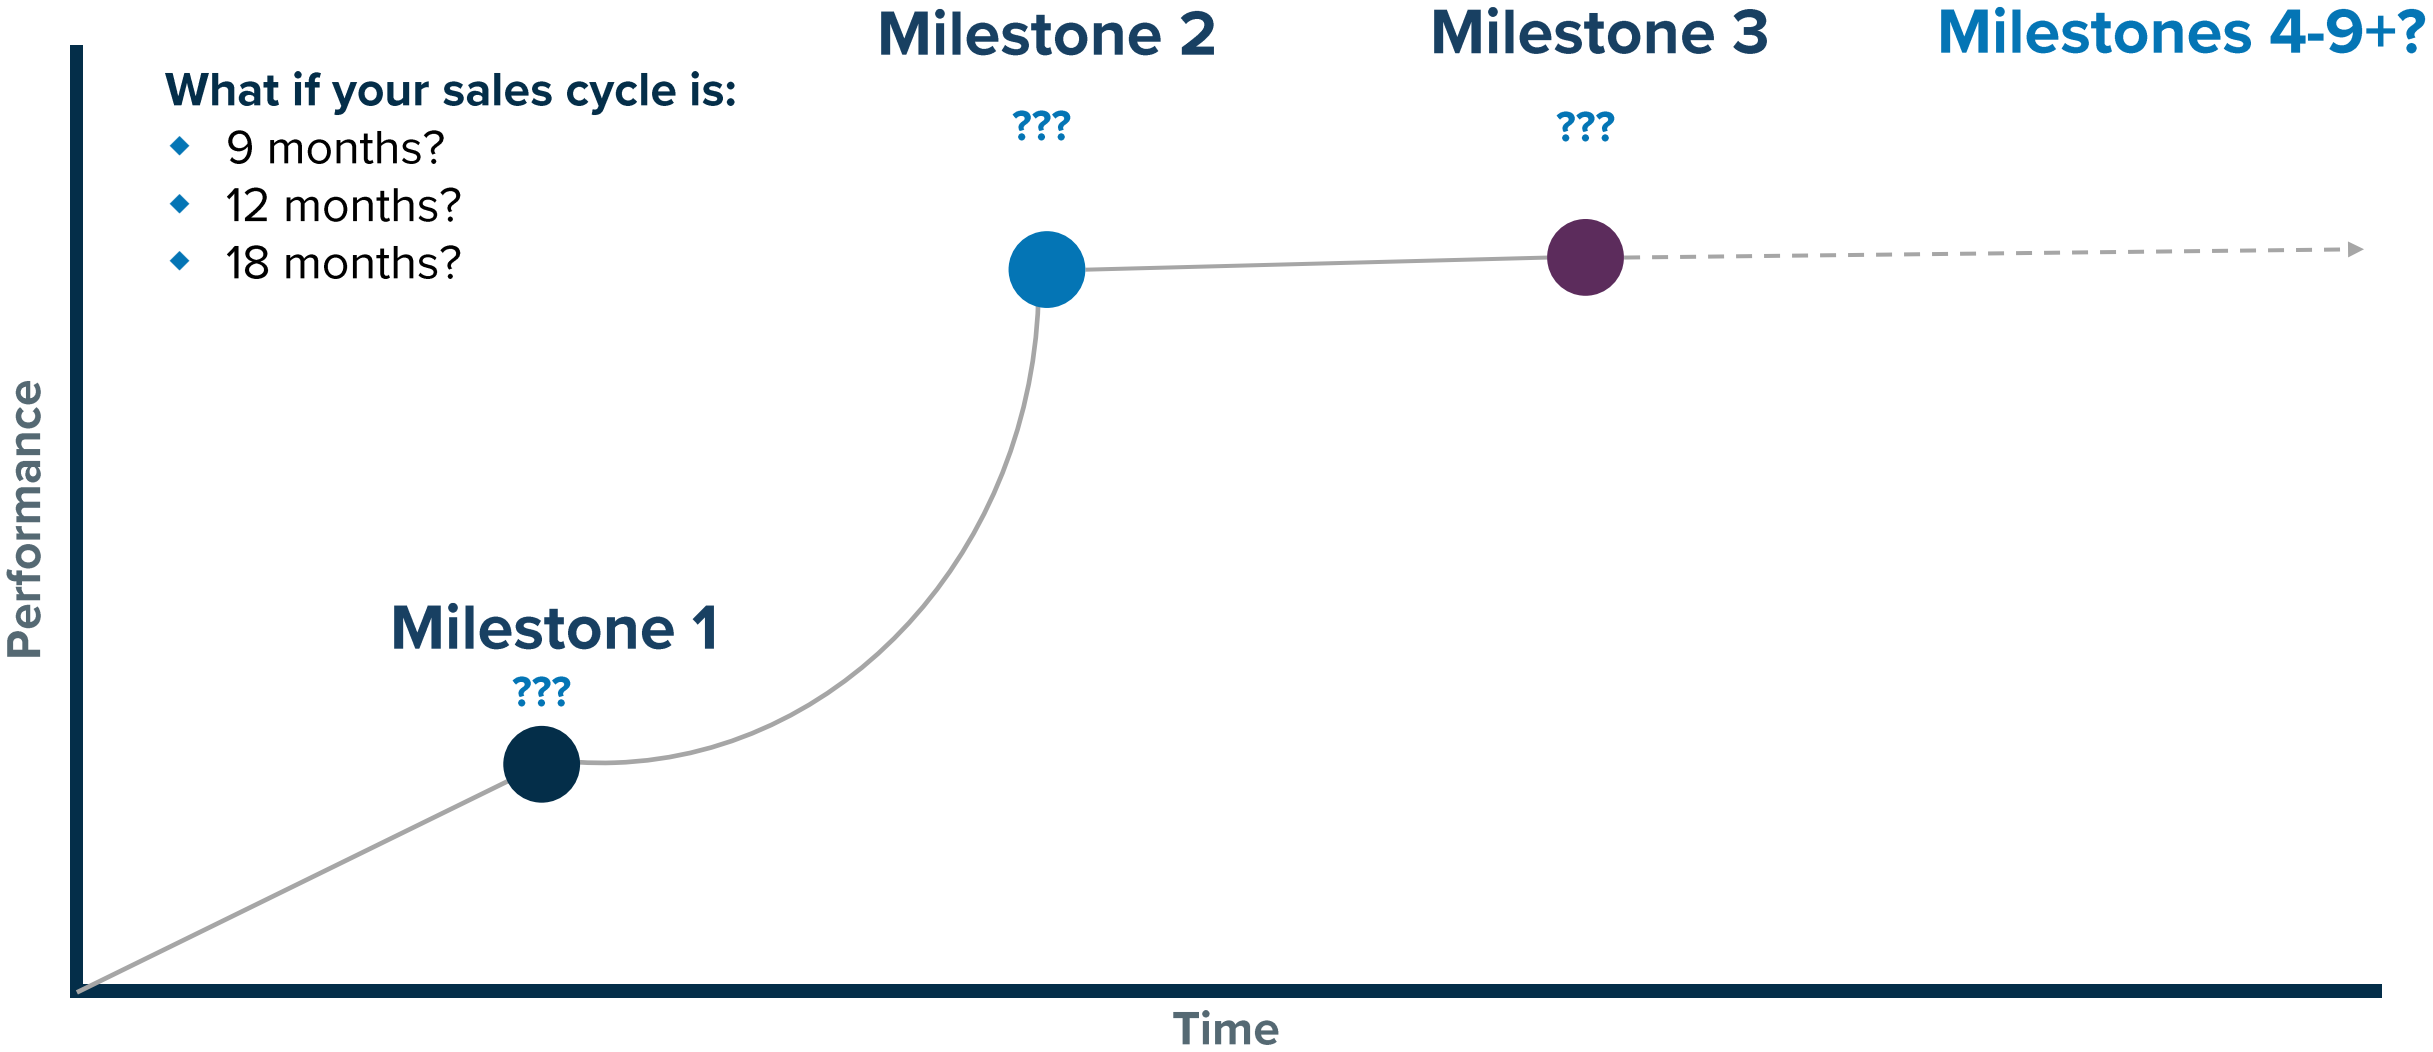 Milestone 2
Milestone 3
Milestones 4-9+?
What if your sales cycle is:
9 months?
12 months?
18 months?
???
???
Performance
Milestone 1
???
Time